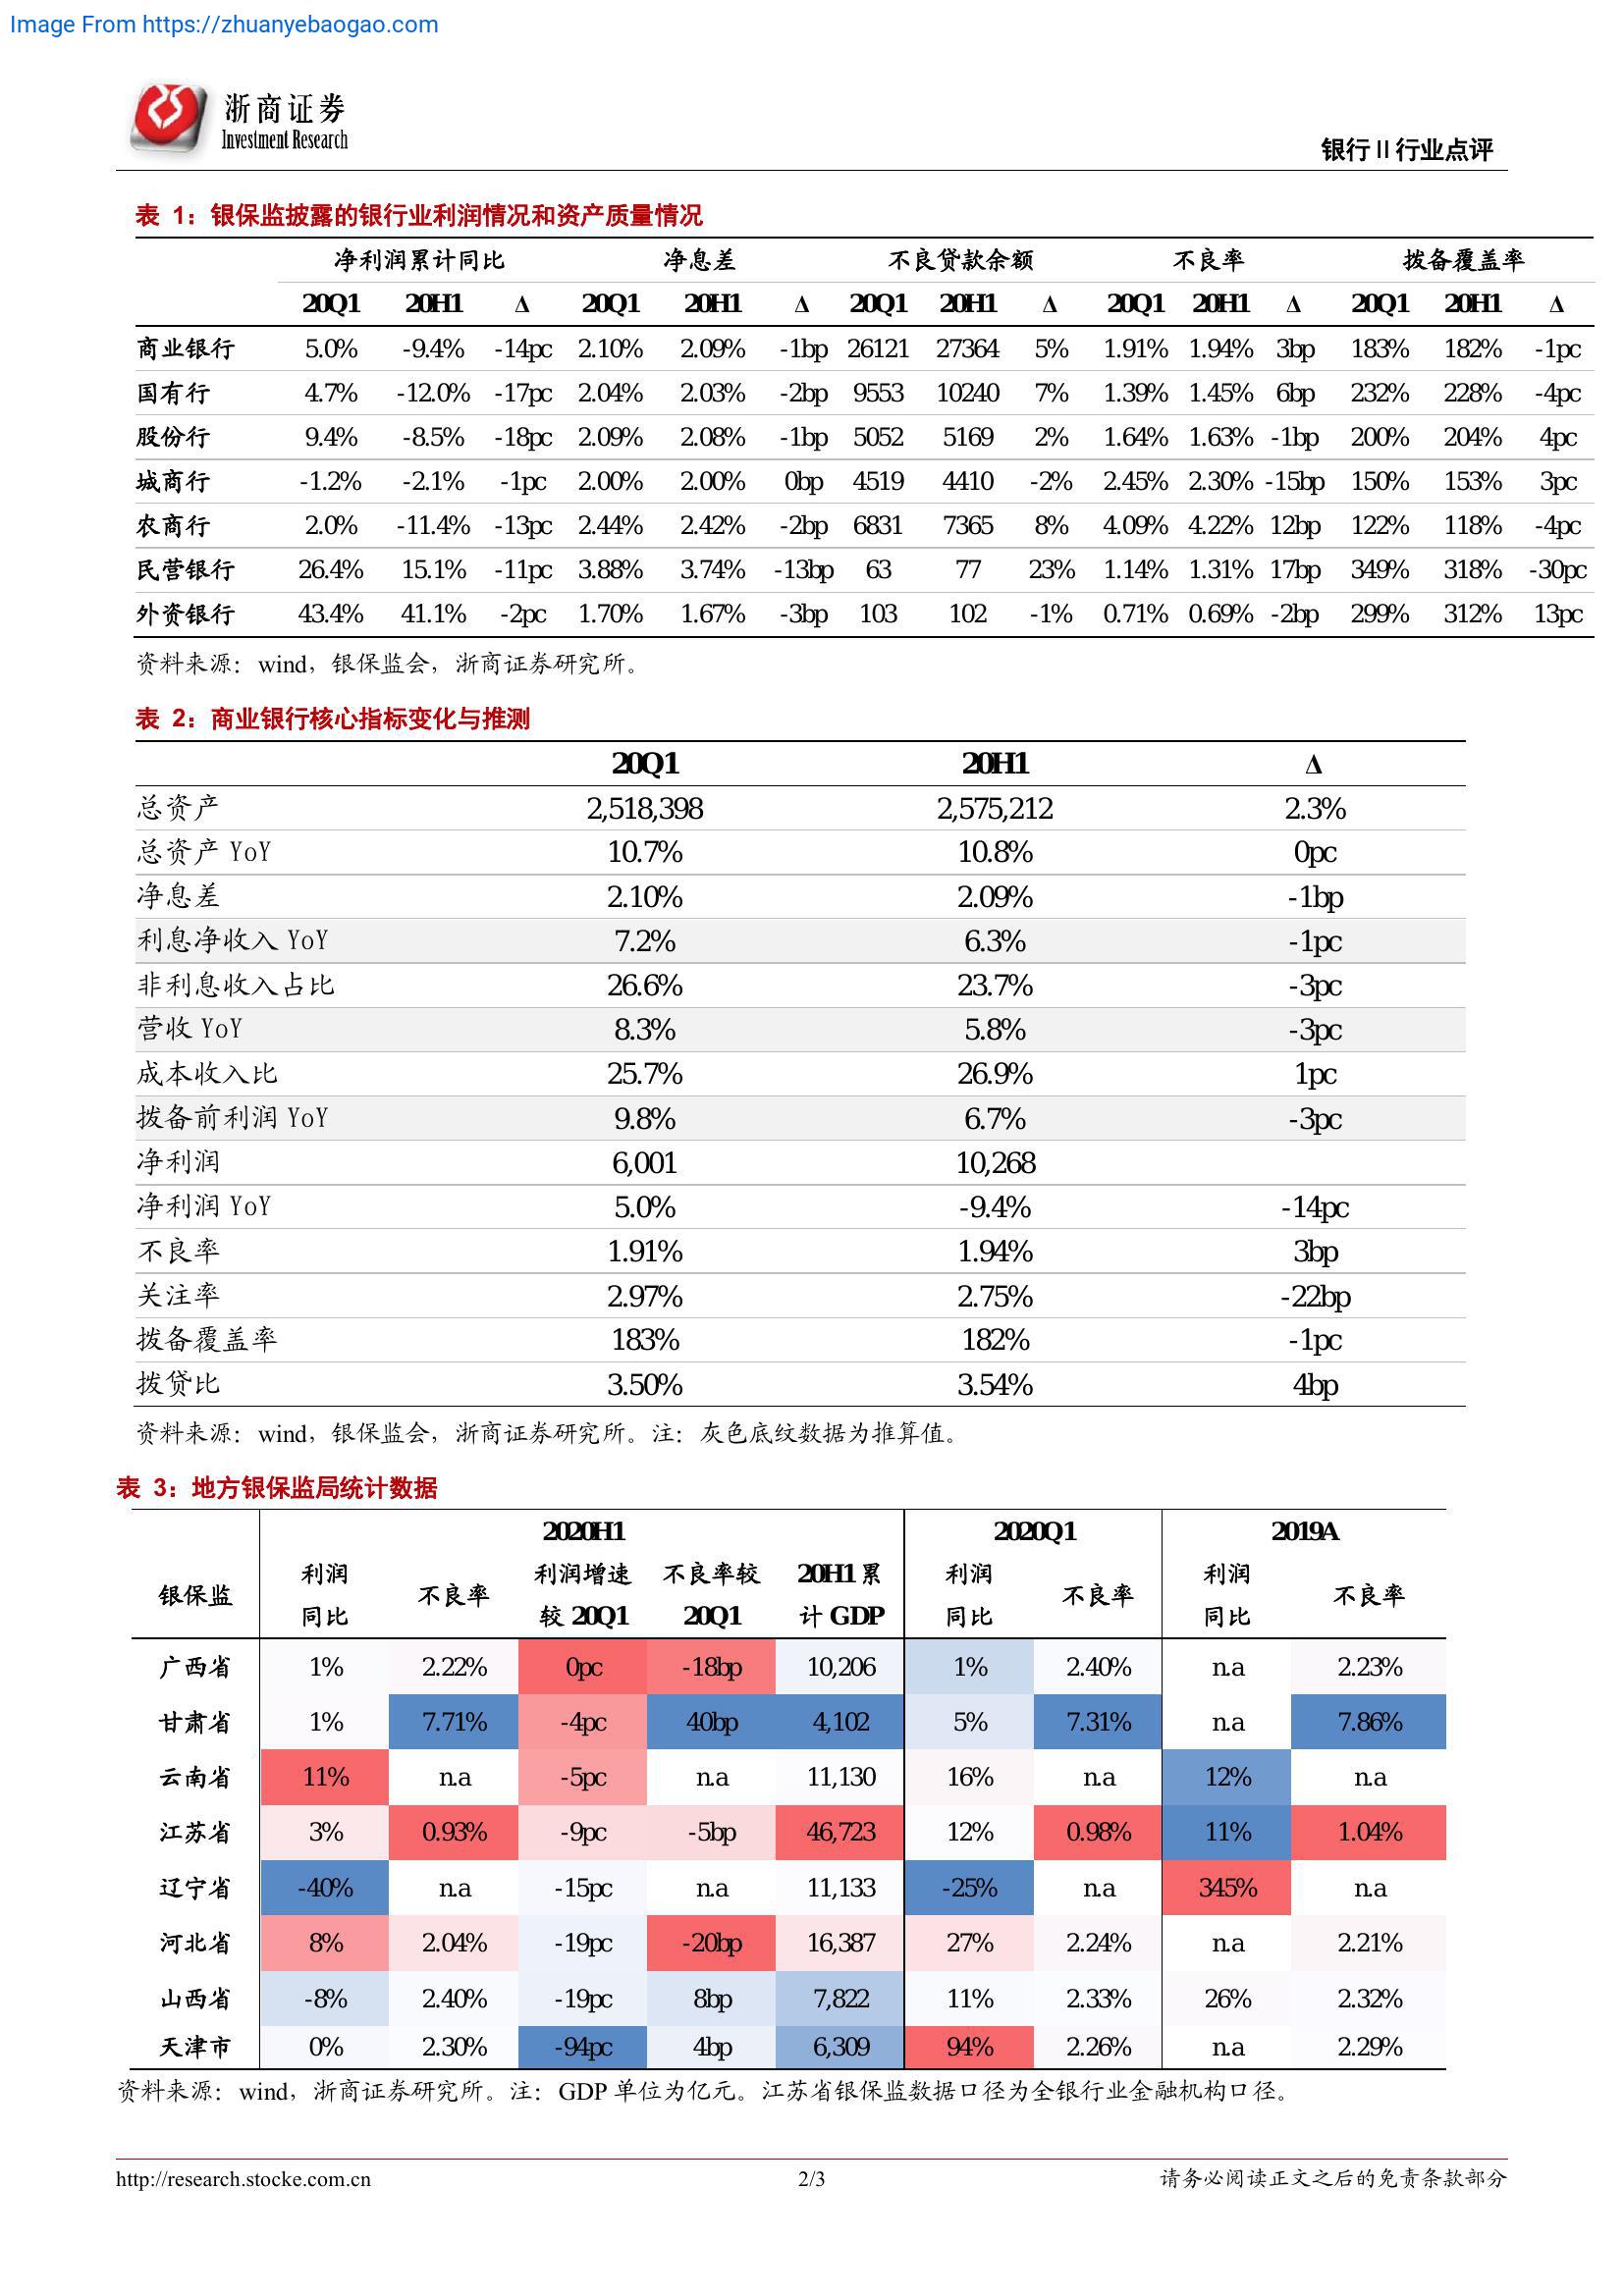 Image From https://zhuanyebaogao.com
浙商证券
Investment Research
银行 II 行业点评
表 1：银保监披露的银行业利润情况和资产质量情况
净利润累计同比 净息差 不良贷款余额 不良率 拨备覆盖率
20Q1 20H1 Δ 20Q1 20H1 Δ 20Q1 20H1 Δ 20Q1 20H1 Δ 20Q1 20H1 Δ
商业银行 5.0% -9.4% -14pc 2.10% 2.09% -1bp 26121 27364 5% 1.91% 1.94% 3bp 183% 182% -1pc
国有行 4.7% -12.0% -17pc 2.04% 2.03% -2bp 9553 10240 7% 1.39% 1.45% 6bp 232% 228% -4pc
股份行 9.4% -8.5% -18pc 2.09% 2.08% -1bp 5052 5169 2% 1.64% 1.63% -1bp 200% 204% 4pc
城商行 -1.2% -2.1% -1pc 2.00% 2.00% 0bp 4519 4410 -2% 2.45% 2.30% -15bp 150% 153% 3pc
农商行 2.0% -11.4% -13pc 2.44% 2.42% -2bp 6831 7365 8% 4.09% 4.22% 12bp 122% 118% -4pc
民营银行 26.4% 15.1% -11pc 3.88% 3.74% -13bp 63 77 23% 1.14% 1.31% 17bp 349% 318% -30pc
外资银行 43.4% 41.1% -2pc 1.70% 1.67% -3bp 103 102 -1% 0.71% 0.69% -2bp 299% 312% 13pc
资料来源：wind，银保监会，浙商证券研究所。
表 2：商业银行核心指标变化与推测
20Q1 20H1 Δ
总资产 2,518,398 2,575,212 2.3%
总资产 YoY 10.7% 10.8% 0pc
净息差 2.10% 2.09% -1bp
利息净收入 YoY 7.2% 6.3% -1pc
非利息收入占比 26.6% 23.7% -3pc
营收 YoY 8.3% 5.8% -3pc
成本收入比 25.7% 26.9% 1pc
拨备前利润 YoY 9.8% 6.7% -3pc
净利润 6,001 10,268
净利润 YoY 5.0% -9.4% -14pc
不良率 1.91% 1.94% 3bp
关注率 2.97% 2.75% -22bp
拨备覆盖率 183% 182% -1pc
拨贷比 3.50% 3.54% 4bp
资料来源：wind，银保监会，浙商证券研究所。注：灰色底纹数据为推算值。
表 3：地方银保监局统计数据
2020H1 2020Q1 2019A
利润 利润增速 不良率较 20H1 累 利润 利润
银保监 不良率 不良率 不良率
同比 较 20Q1 20Q1 计 GDP 同比 同比
广西省 1% 2.22% 0pc -18bp 10,206 1% 2.40% n.a 2.23%
甘肃省 1% 7.71% -4pc 40bp 4,102 5% 7.31% n.a 7.86%
云南省 11% n.a -5pc n.a 11,130 16% n.a 12% n.a
江苏省 3% 0.93% -9pc -5bp 46,723 12% 0.98% 11% 1.04%
辽宁省 -40% n.a -15pc n.a 11,133 -25% n.a 345% n.a
河北省 8% 2.04% -19pc -20bp 16,387 27% 2.24% n.a 2.21%
山西省 -8% 2.40% -19pc 8bp 7,822 11% 2.33% 26% 2.32%
天津市 0% 2.30% -94pc 4bp 6,309 94% 2.26% n.a 2.29%
资料来源：wind，浙商证券研究所。注：GDP 单位为亿元。江苏省银保监数据口径为全银行业金融机构口径。
http://research.stocke.com.cn 2/3 请务必阅读正文之后的免责条款部分